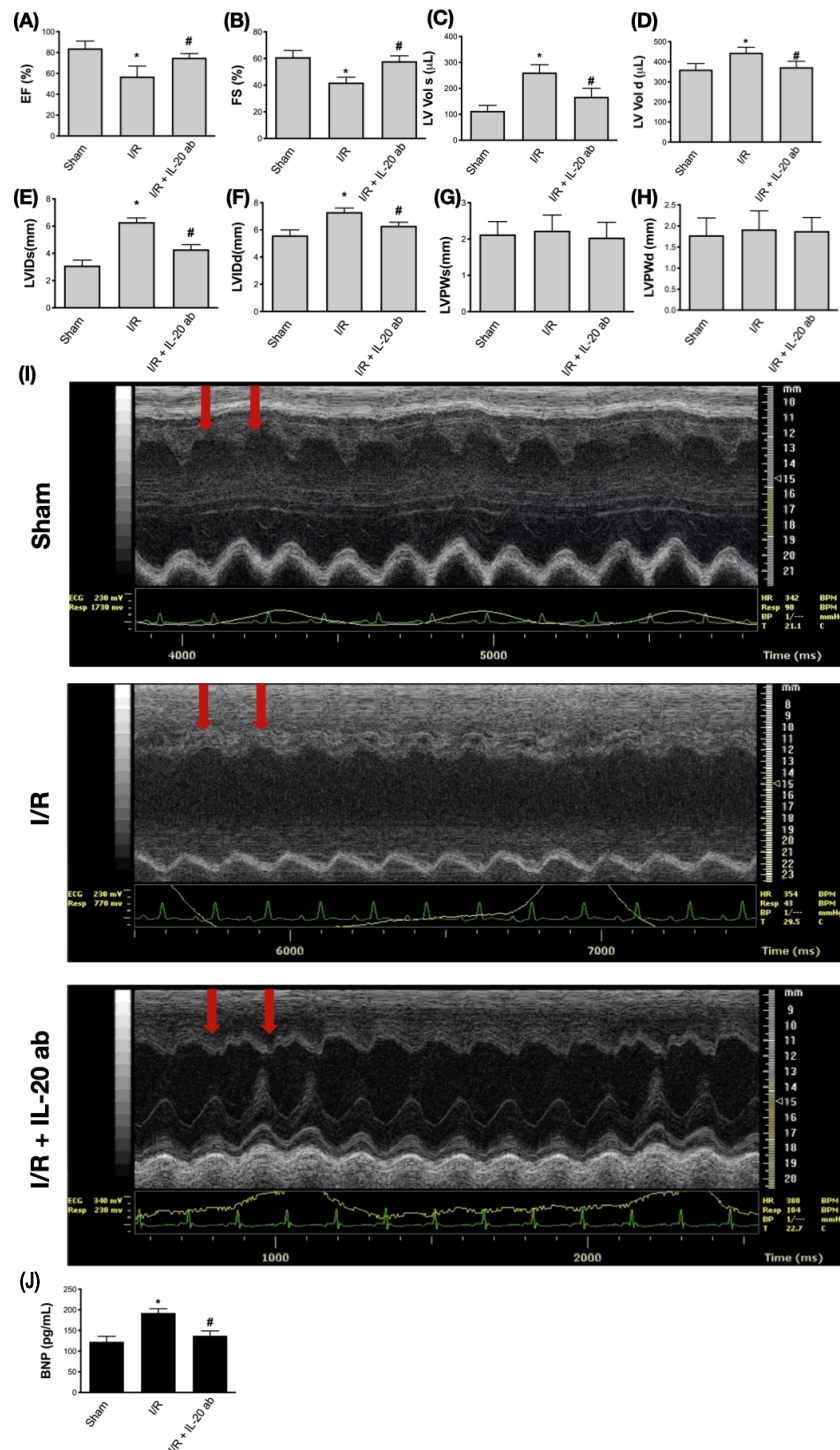 (A)
EF (%)
100
80
60
40
20
0
*
#
Sham
I/R
I/R + IL-20 ab
(B)
FS (%)
80
60
40
20
0
*
#
Sham
I/R
I/R + IL-20 ab
(C)
LV Vol s (µL)
400
300
200
100
0
*
#
Sham
I/R
I/R + IL-20 ab
(D)
LV Vol d (µL)
500
400
300
200
100
0
*
#
Sham
I/R
I/R + IL-20 ab
(E)
LVIDs(mm)
8
6
4
2
0
*
#
Sham
I/R
I/R + IL-20 ab
(F)
LVIDd(mm)
8
6
4
2
0
*
#
Sham
I/R
I/R + IL-20 ab
(G)
LVPWs(mm)
3
2
1
0
Sham
I/R
I/R + IL-20 ab
(H)
LVPWd (mm)
2.5
2.0
1.5
1.0
0.5
0.0
Sham
I/R
I/R + IL-20 ab
(I)
Sham
mm
10
11
12
13
14
15
16
17
18
19
20
21
ECG 230 mV
Resp 1730 mv
HR 342 BPM
Resp 90 BPM
BP 1/--- mmHg
T 21.1 C
4000 5000 Time (ms)
I/R
mm
8
9
10
11
12
13
14
15
16
17
18
19
20
21
22
23
ECG 230 mV
Resp 770 mv
HR 354 BPM
Resp 43 BPM
BP 1/--- mmHg
T 29.5 C
6000 7000 Time (ms)
I/R + IL-20 ab
mm
9
10
11
12
13
14
15
16
17
18
19
20
ECG 340 mV
Resp 230 mV
HR 380 BPM
Resp 104 BPM
BP 1/--- mmHg
T 22.7 C
1000 2000 Time (ms)
(J)
BNP (pg/mL)
250
200
150
100
50
0
*
#
Sham
I/R
I/R + IL-20 ab